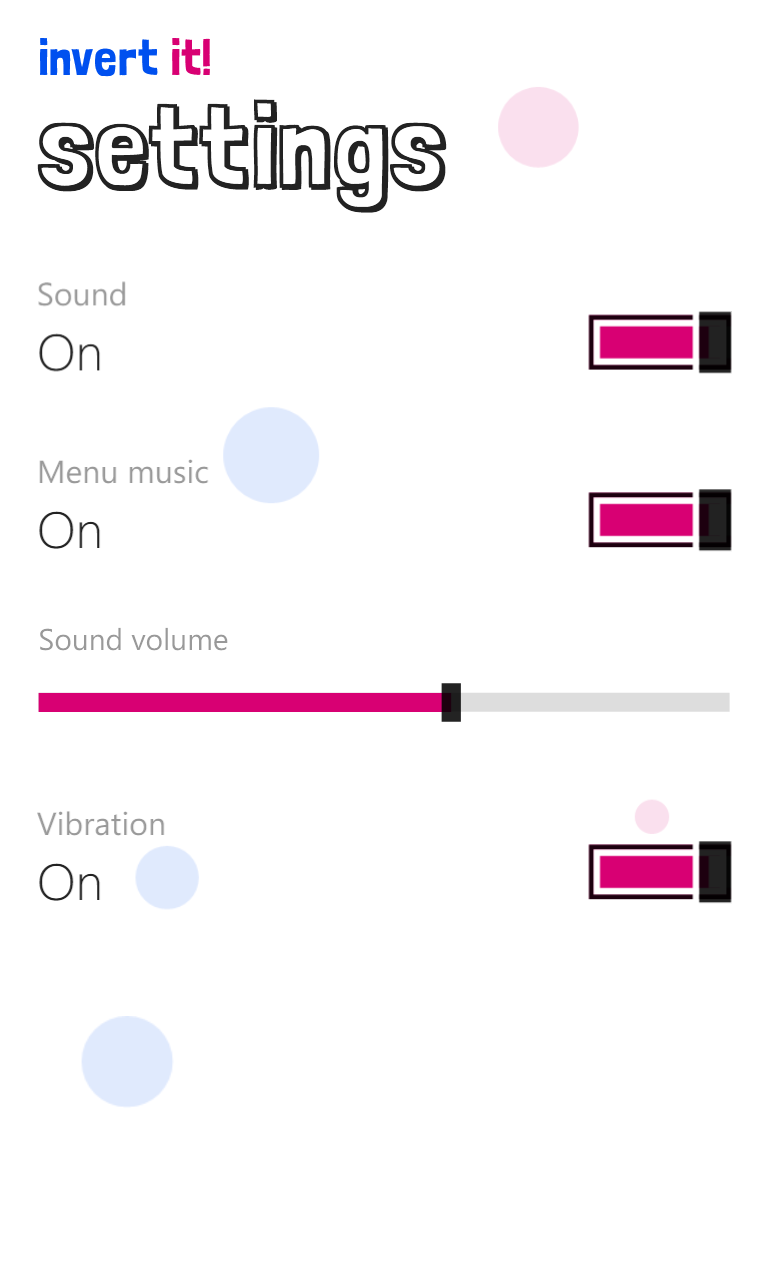 invert it!
settings
Sound
On
Menu music
On
Sound volume
Vibration
On